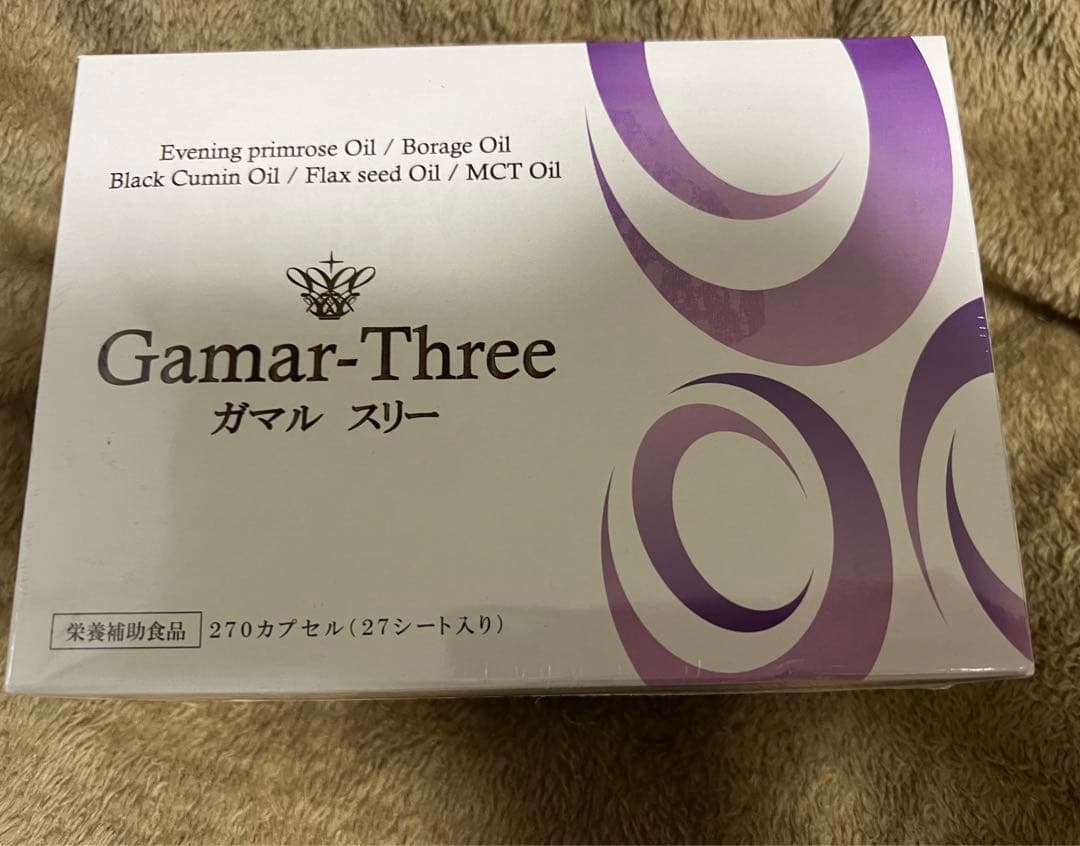 Evening primrose Oil / Borage Oil
Black Cumin Oil / Flax seed Oil / MCT Oil
Gamar-Three
ガマル スリー
栄養補助食品 270カプセル(27シート入り)